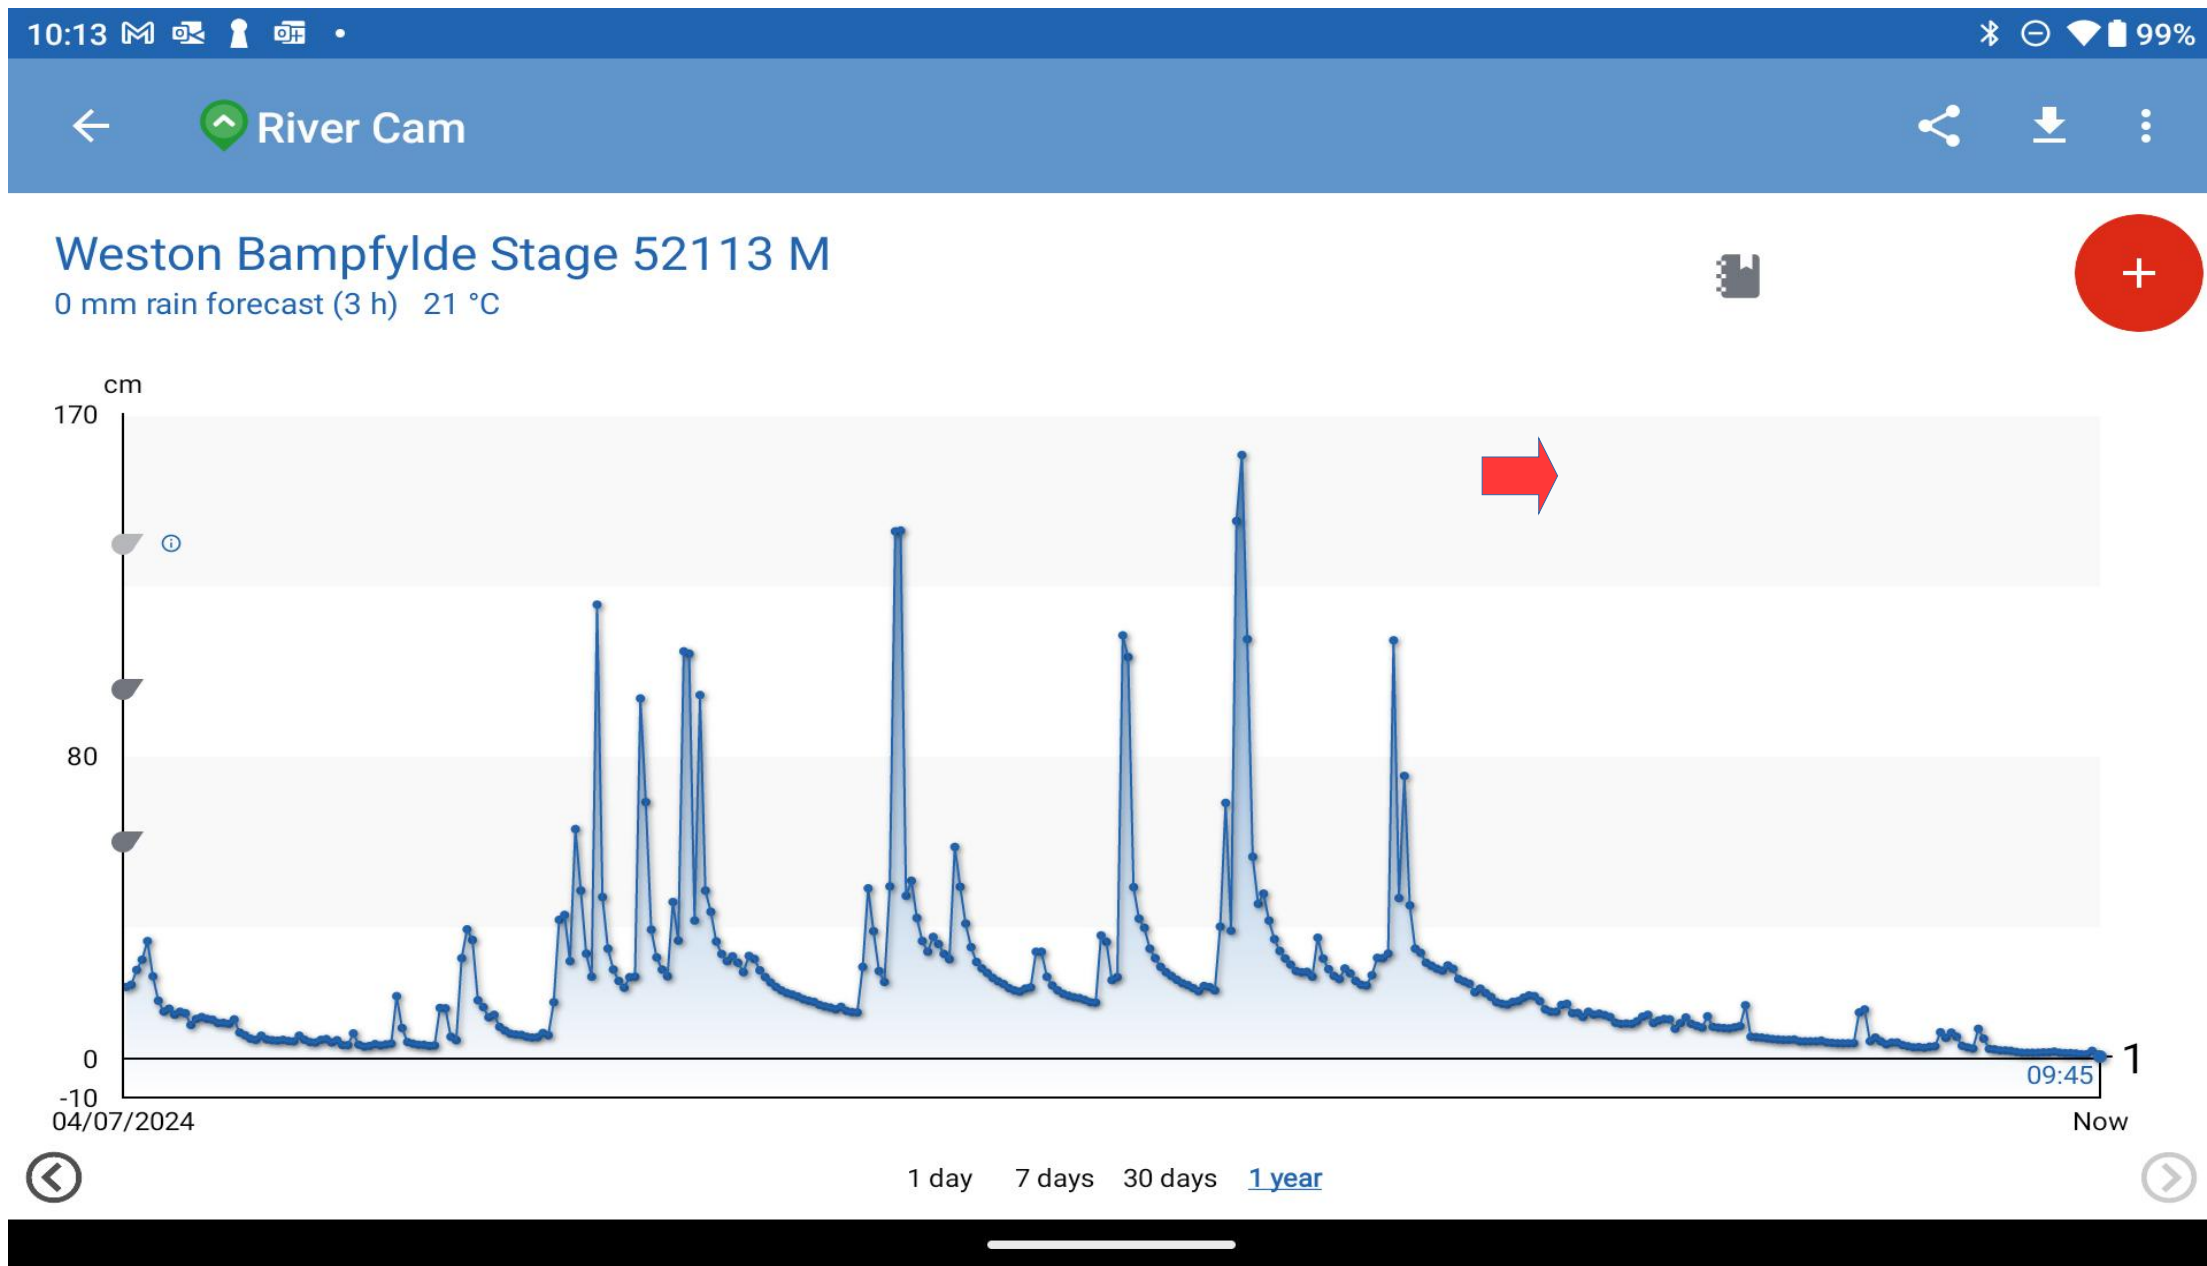 10:13
99%
River Cam
Weston Bampfylde Stage 52113 M
0 mm rain forecast (3 h) 21 °C
cm
170
80
0
-10
1
09:45
04/07/2024
Now
1 day 7 days 30 days 1 year